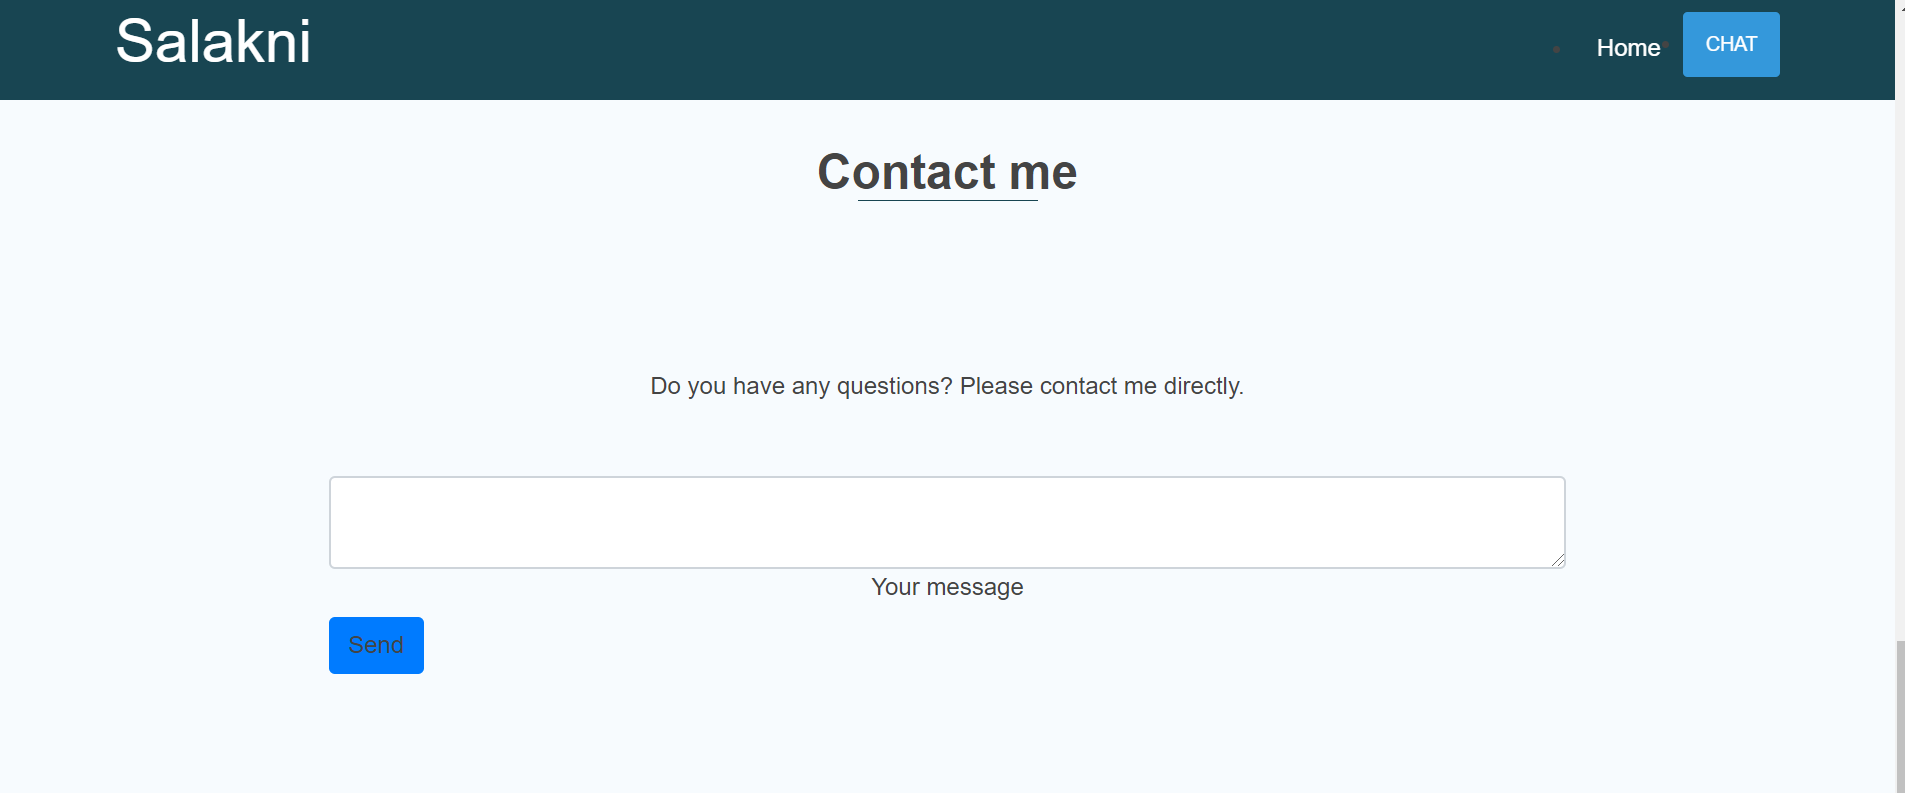 Salakni
Home
CHAT
Contact me
Do you have any questions? Please contact me directly.
Your message
Send